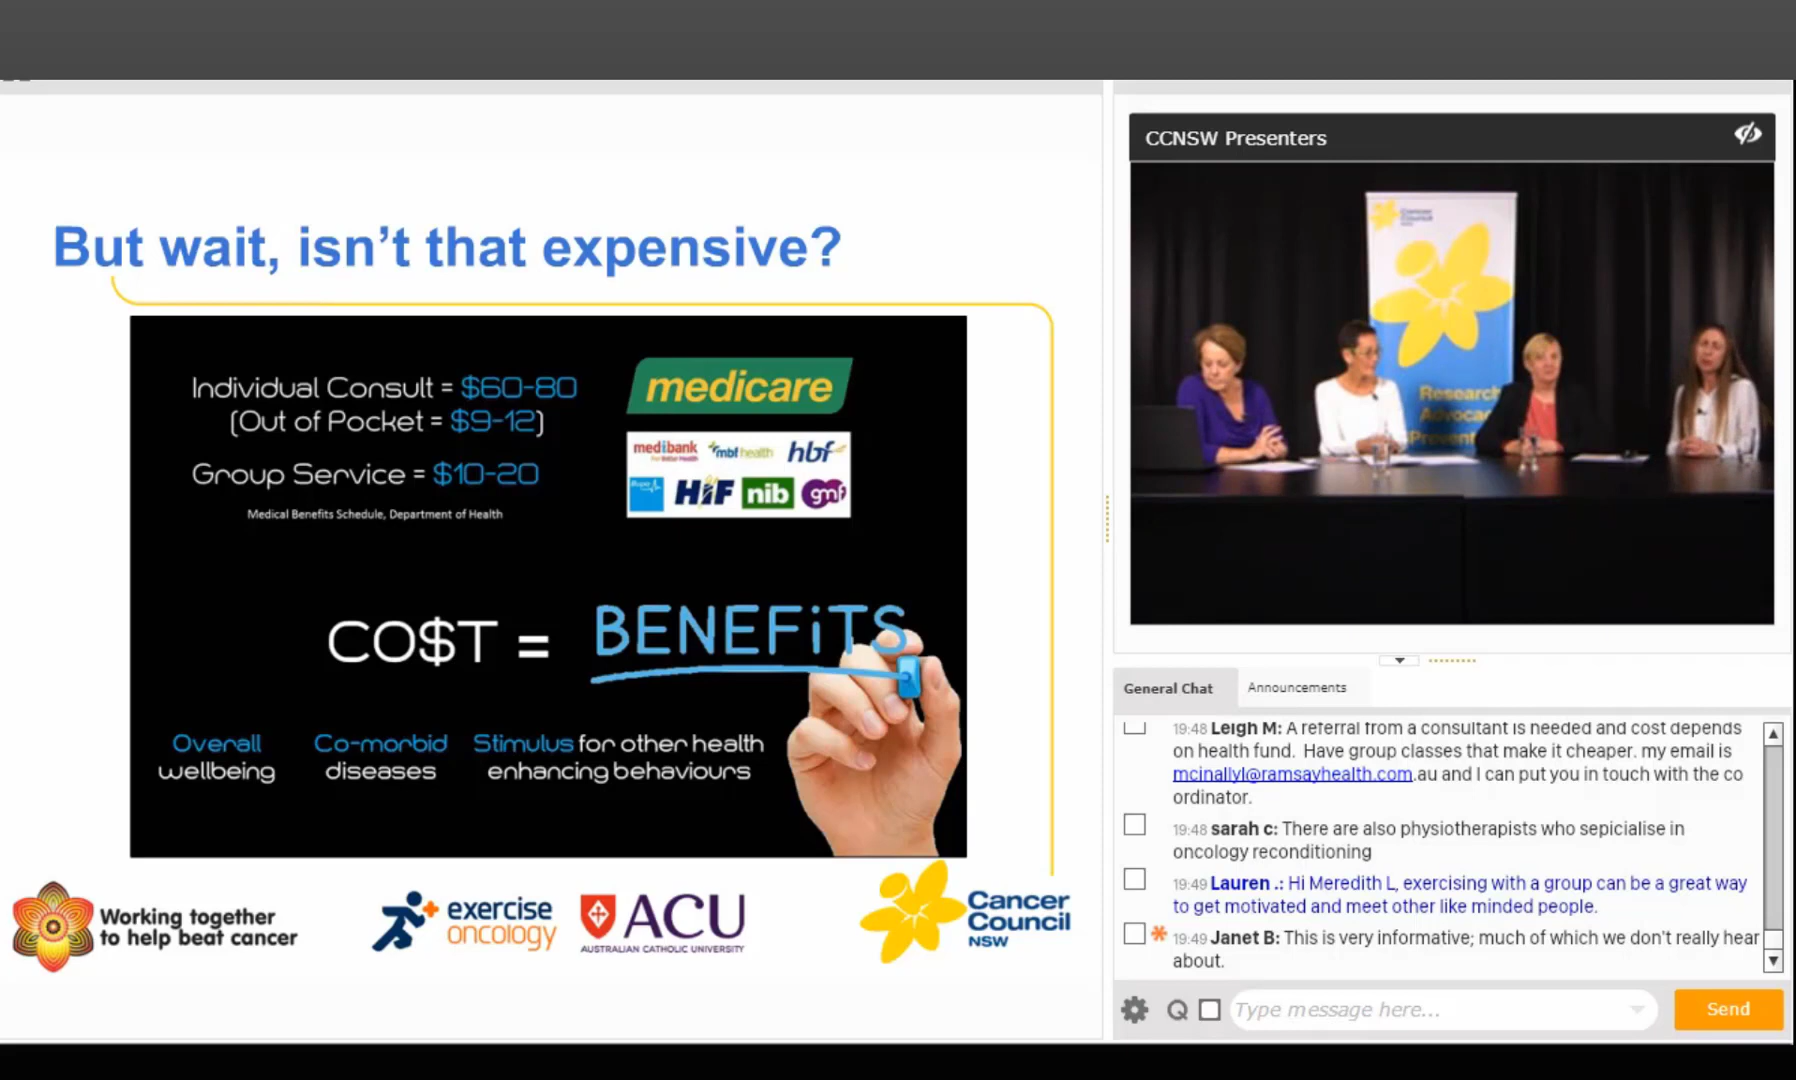 But wait, isn't that expensive?
Individual Consult = $60-80
(Out of Pocket = $9-12)
Group Service = $10-20
Medical Benefits Schedule, Department of Health
medicare
medibank
For Better Health
mbf health
hbf
HiF
nib
gmf
CO$T = BENEFiTS
Overall
wellbeing
Co-morbid
diseases
Stimulus for other health
enhancing behaviours
Working together
to help beat cancer
exercise
oncology
ACU
AUSTRALIAN CATHOLIC UNIVERSITY
Cancer
Council
NSW
CCNSW Presenters
Cancer
Council
Research
Advocac
Prevent
General Chat
Announcements
19:48 Leigh M: A referral from a consultant is needed and cost depends
on health fund. Have group classes that make it cheaper. my email is
mcinallyl@ramsayhealth.com.au and I can put you in touch with the co
ordinator.
19:48 sarah c: There are also physiotherapists who sepicialise in
oncology reconditioning
19:49 Lauren .: Hi Meredith L, exercising with a group can be a great way
to get motivated and meet other like minded people.
19:49 Janet B: This is very informative; much of which we don't really hear
about.
Q
Type message here...
Send